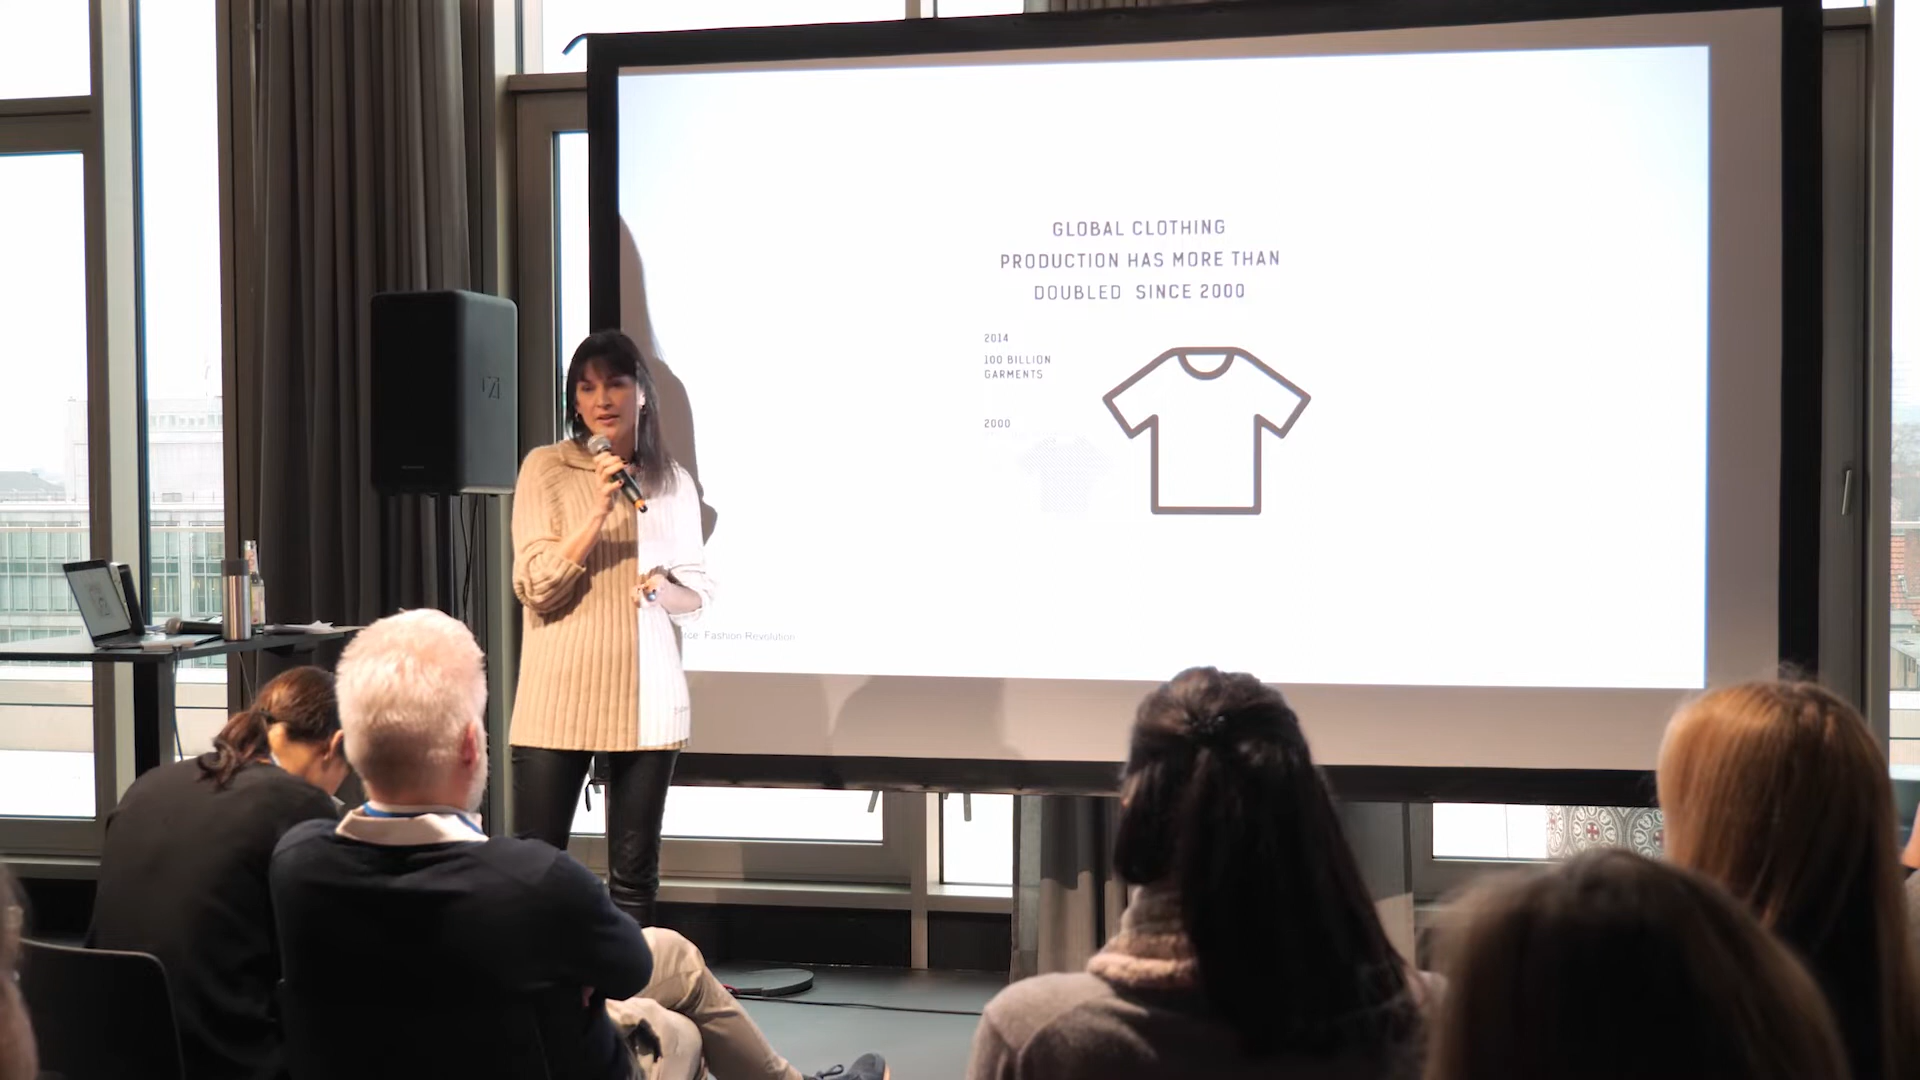 GLOBAL CLOTHING
PRODUCTION HAS MORE THAN
DOUBLED SINCE 2000
2014
100 BILLION
GARMENTS
2000
Fashion Revolution